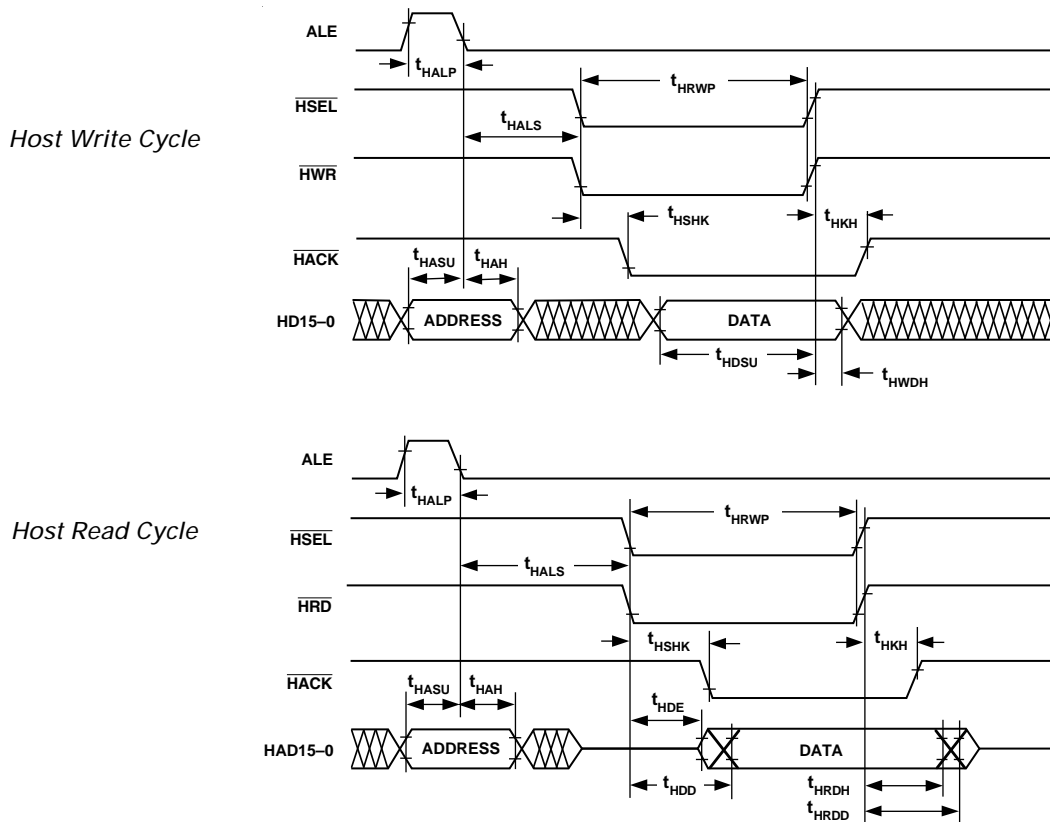 ALE
tHALP
HSEL
tHRWP
Host Write Cycle
tHALS
HWR
tHSHK
tHKH
HACK
tHASU
tHAH
HD15–0
ADDRESS
DATA
tHDSU
tHWDH
ALE
tHALP
Host Read Cycle
HSEL
tHRWP
tHALS
HRD
tHSHK
tHKH
HACK
tHASU
tHAH
tHDE
HAD15–0
ADDRESS
DATA
tHDD
tHRDH
tHRDD